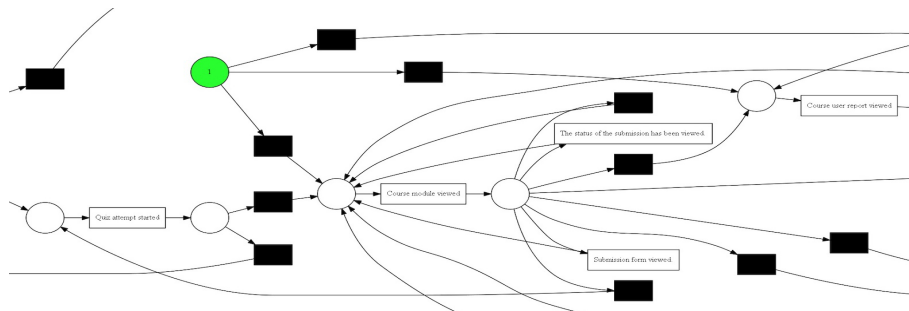 1
Course user report viewed
The status of the submission has been viewed.
Course module viewed
Quiz attempt started
Submission form viewed.